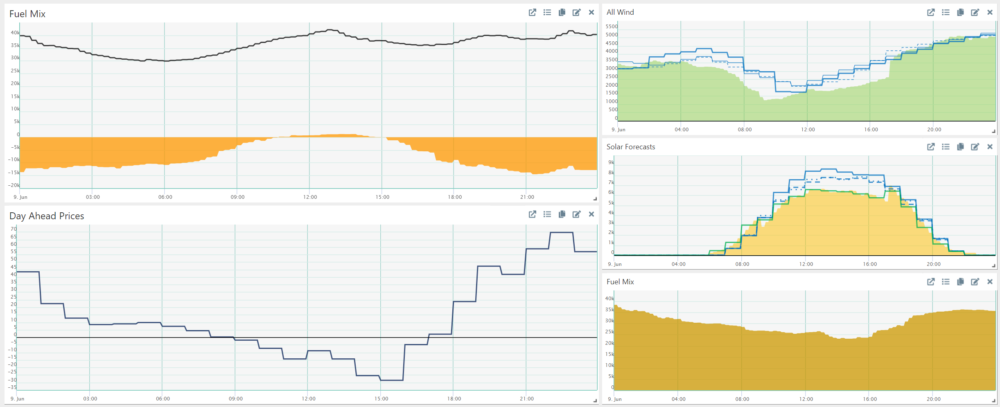 Fuel Mix
40k
35k
30k
25k
20k
15k
10k
5k
0
-5k
-10k
-15k
-20k
9. Jun 03:00 06:00 09:00 12:00 15:00 18:00 21:00
Day Ahead Prices
70
65
60
55
50
45
40
35
30
25
20
15
10
5
0
-5
-10
-15
-20
-25
-30
-35
9. Jun 03:00 06:00 09:00 12:00 15:00 18:00 21:00
All Wind
5500
5000
4500
4000
3500
3000
2500
2000
1500
1000
500
0
9. Jun 04:00 08:00 12:00 16:00 20:00
Solar Forecasts
9k
8k
7k
6k
5k
4k
3k
2k
1k
0
9. Jun 04:00 08:00 12:00 16:00 20:00
Fuel Mix
40k
35k
30k
25k
20k
15k
10k
5k
0
9. Jun 04:00 08:00 12:00 16:00 20:00